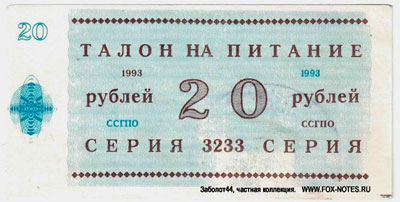 20 ТАЛОН НА ПИТАНИЕ
1993 1993
рублей 20 рублей
ССГПО ССГПО
СЕРИЯ 3233 СЕРИЯ
Заболот44, частная коллекция.
www.FOX-NOTES.RU